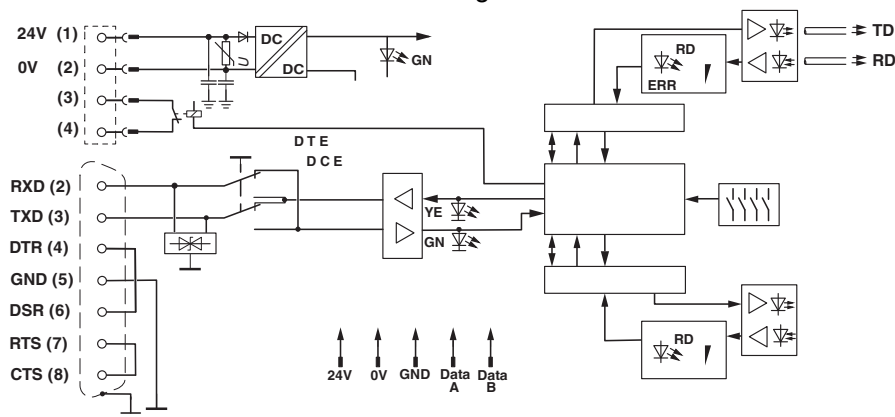 24V (1)
0V (2)
(3)
(4)
U
DC
DC
GN
TD
RD
RD
ERR
DTE
DCE
RXD (2)
TXD (3)
DTR (4)
GND (5)
DSR (6)
RTS (7)
CTS (8)
YE
GN
RD
24V
0V
GND
Data
A
Data
B